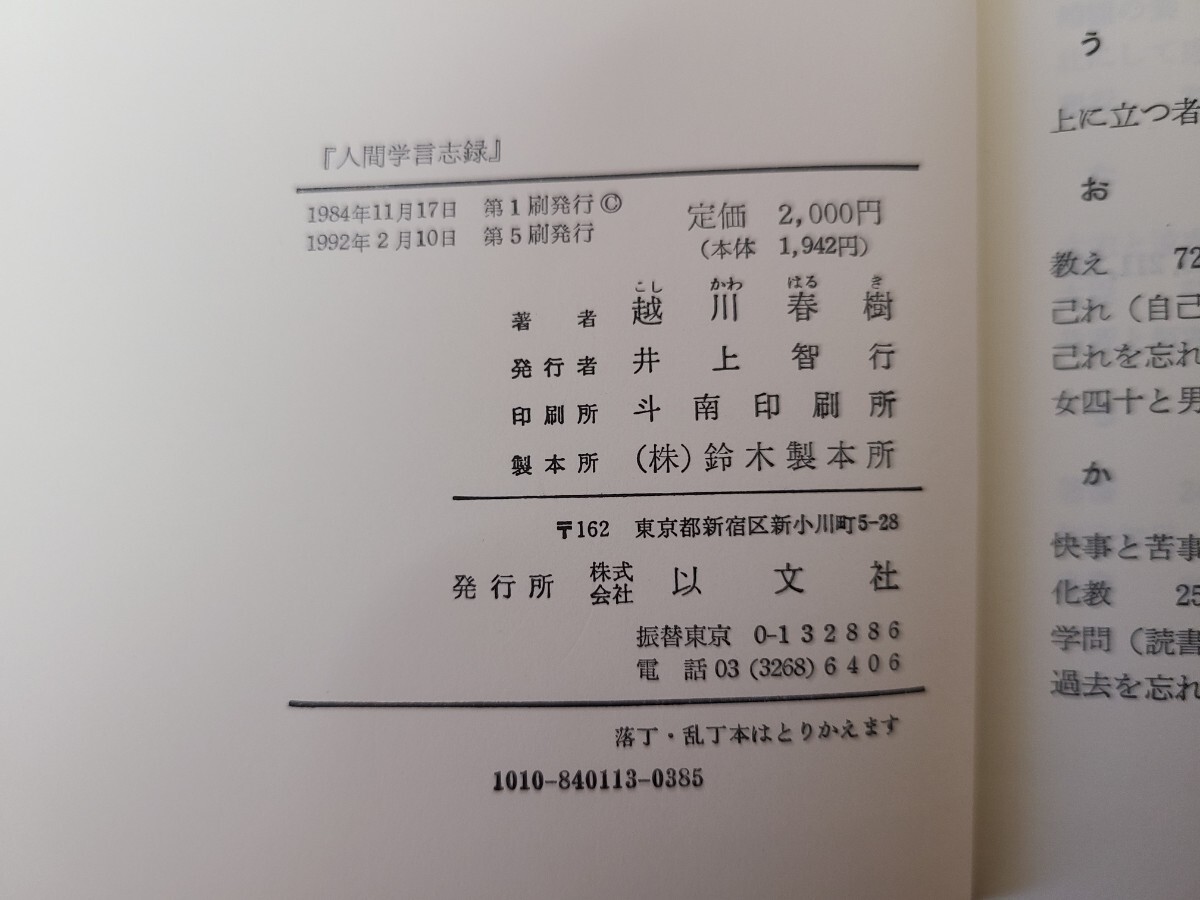 『人間学言志録』
1984年11月17日 第1刷発行©
1992年2月10日 第5刷発行
定価 2,000円
(本体 1,942円)
こし かわ はる き
著者 越川春樹
発行者 井上智行
印刷所 斗南印刷所
製本所 (株)鈴木製本所
〒162 東京都新宿区新小川町5-28
発行所 株式会社 以文社
振替東京 0-132886
電話 03(3268)6406
落丁・乱丁本はとりかえます
1010-840113-0385
う
上に立つ者
お
教え 72
己れ(自己
己れを忘れ
女四十と男
か
快事と苦事
化教 25
学問(読書
過去を忘れ